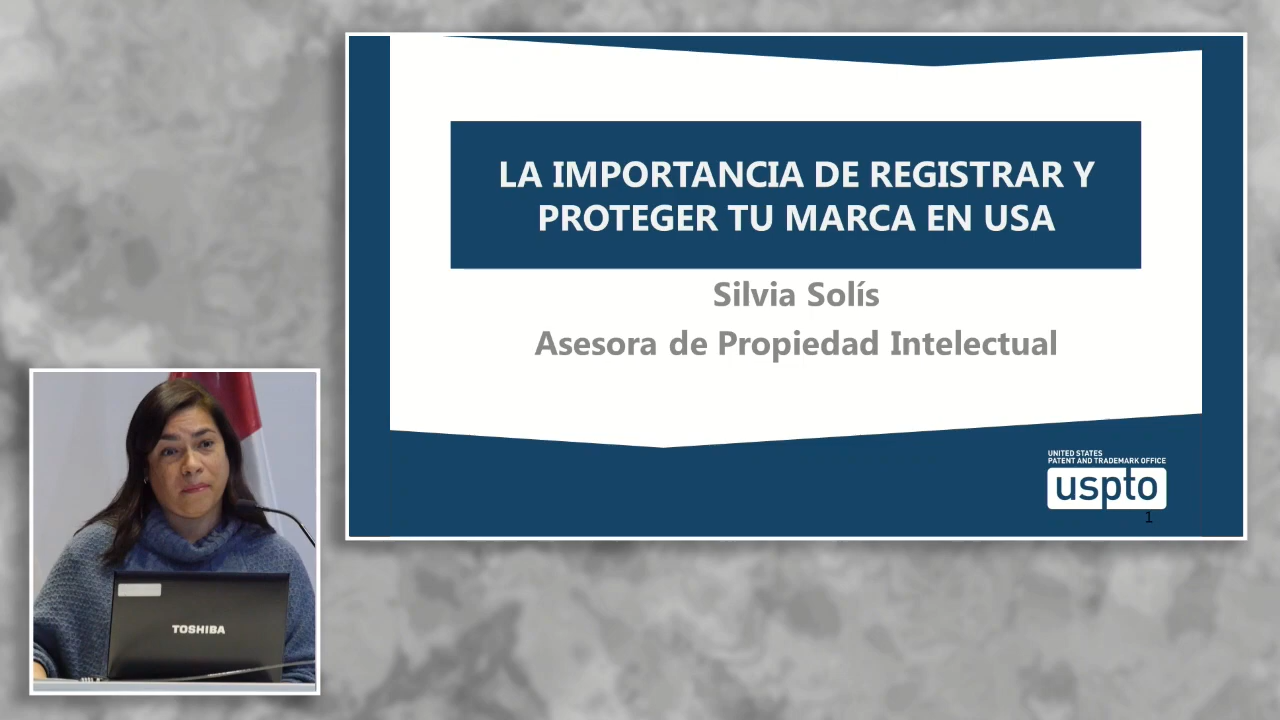 LA IMPORTANCIA DE REGISTRAR Y
PROTEGER TU MARCA EN USA
Silvia Solís
Asesora de Propiedad Intelectual
UNITED STATES
PATENT AND TRADEMARK OFFICE
uspto
1
TOSHIBA